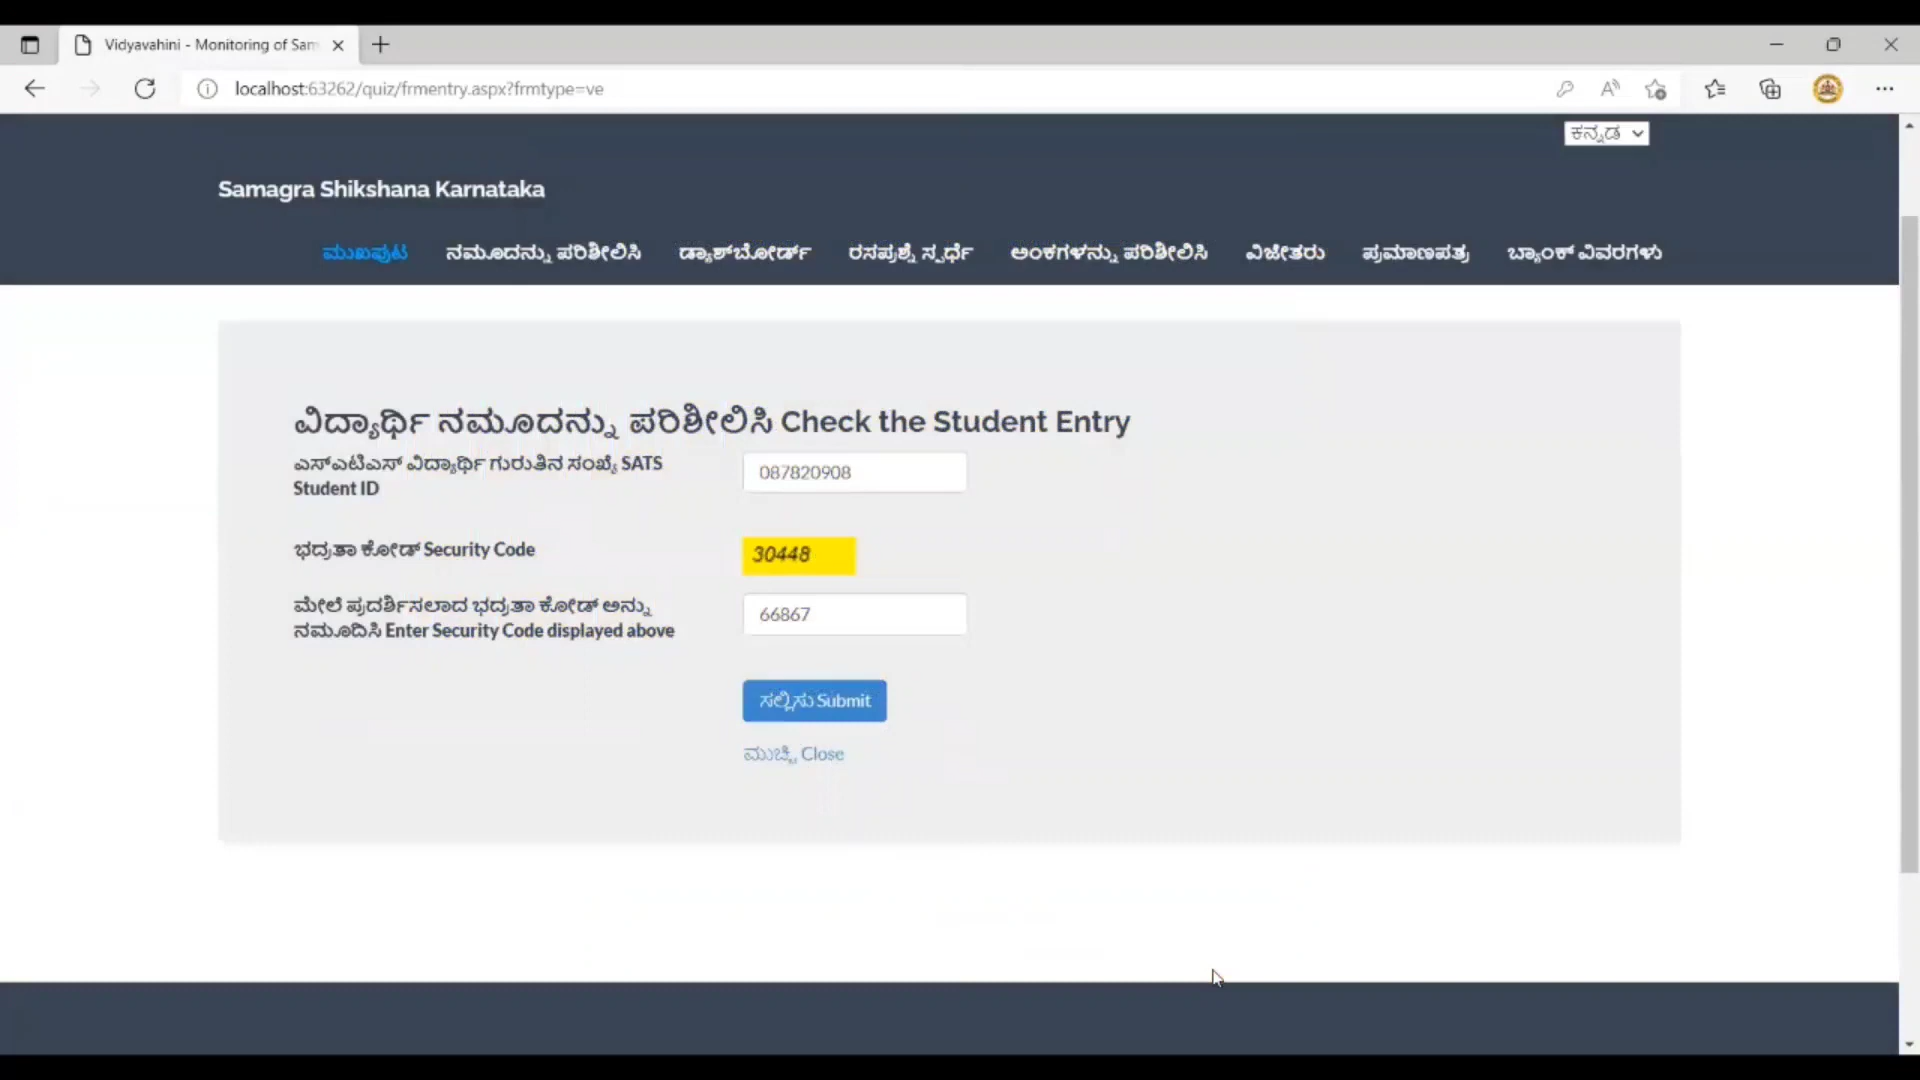 Vidyavahini - Monitoring of Sam
localhost:63262/quiz/frmentry.aspx?frmtype=ve
ಕನ್ನಡ
Samagra Shikshana Karnataka
ಮುಖಪುಟ ನಮೂದನ್ನು ಪರಿಶೀಲಿಸಿ ಡ್ಯಾಶ್‌ಬೋರ್ಡ್ ರಸಪ್ರಶ್ನೆ ಸ್ಪರ್ಧೆ ಅಂಕಗಳನ್ನು ಪರಿಶೀಲಿಸಿ ವಿಜೇತರು ಪ್ರಮಾಣಪತ್ರ ಬ್ಯಾಂಕ್ ವಿವರಗಳು
ವಿದ್ಯಾರ್ಥಿ ನಮೂದನ್ನು ಪರಿಶೀಲಿಸಿ Check the Student Entry
ಎಸ್ಎಟಿಎಸ್ ವಿದ್ಯಾರ್ಥಿ ಗುರುತಿನ ಸಂಖ್ಯೆ SATS
Student ID
087820908
ಭದ್ರತಾ ಕೋಡ್ Security Code
30448
ಮೇಲೆ ಪ್ರದರ್ಶಿಸಲಾದ ಭದ್ರತಾ ಕೋಡ್ ಅನ್ನು
ನಮೂದಿಸಿ Enter Security Code displayed above
66867
ಸಲ್ಲಿಸು Submit
ಮುಚ್ಚಿ Close